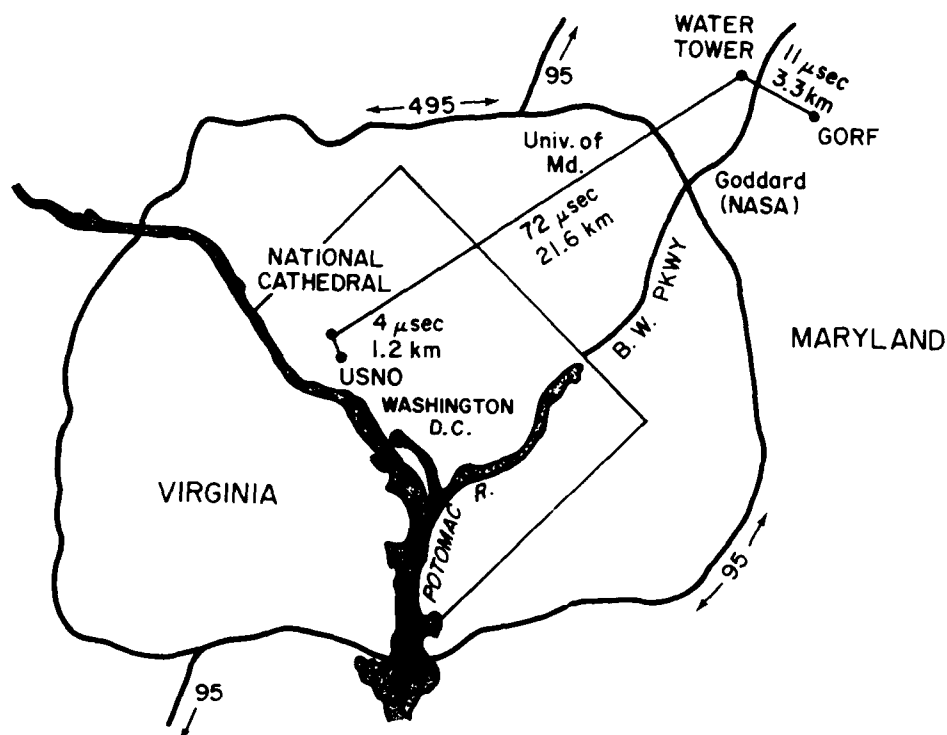 WATER
TOWER
11 μsec
3.3 km
95
495
GORF
Univ. of
Md.
Goddard
(NASA)
72 μsec
21.6 km
NATIONAL
CATHEDRAL
B.W. PKWY
4 μsec
1.2 km
USNO
MARYLAND
WASHINGTON
D.C.
VIRGINIA
POTOMAC
R.
95
95